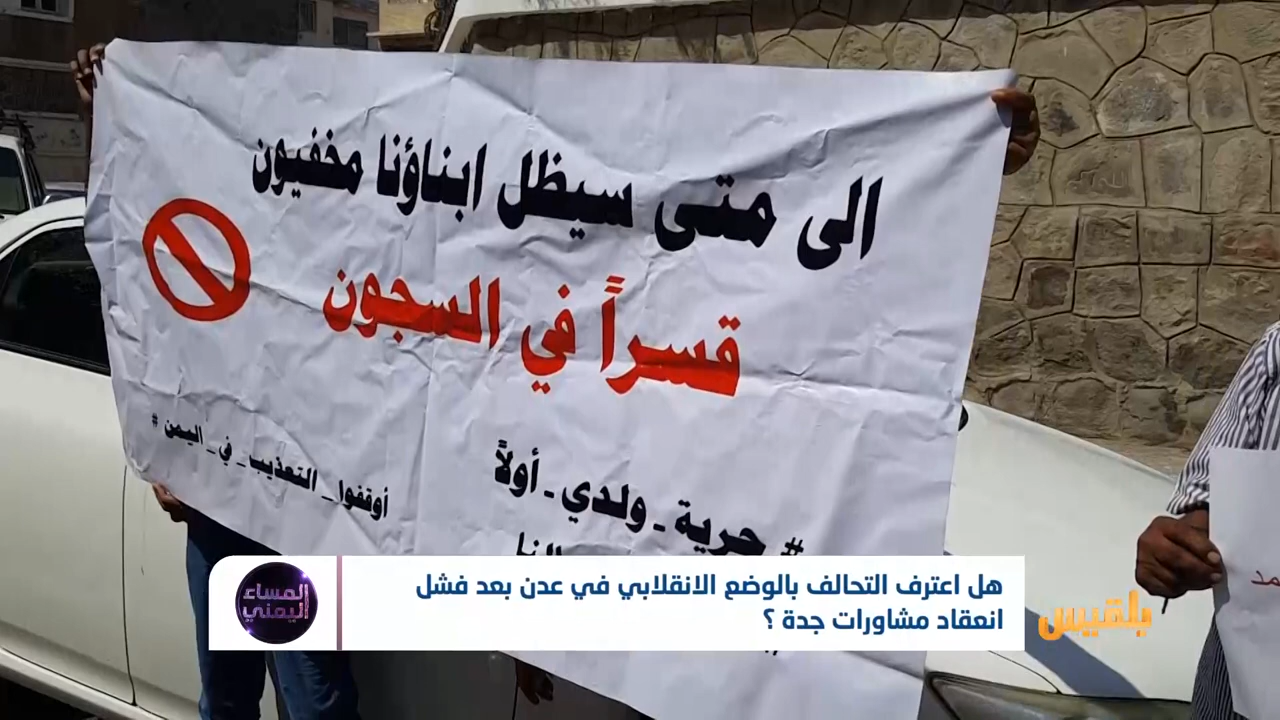 الى متى سيظل ابناؤنا مخفيون
قسراً في السجون
# حرية_ولدي_أولاً
أوقفوا_التعذيب_في_اليمن #
هل اعترف التحالف بالوضع الانقلابي في عدن بعد فشل
انعقاد مشاورات جدة ؟
المساء
اليمني
بلقيس